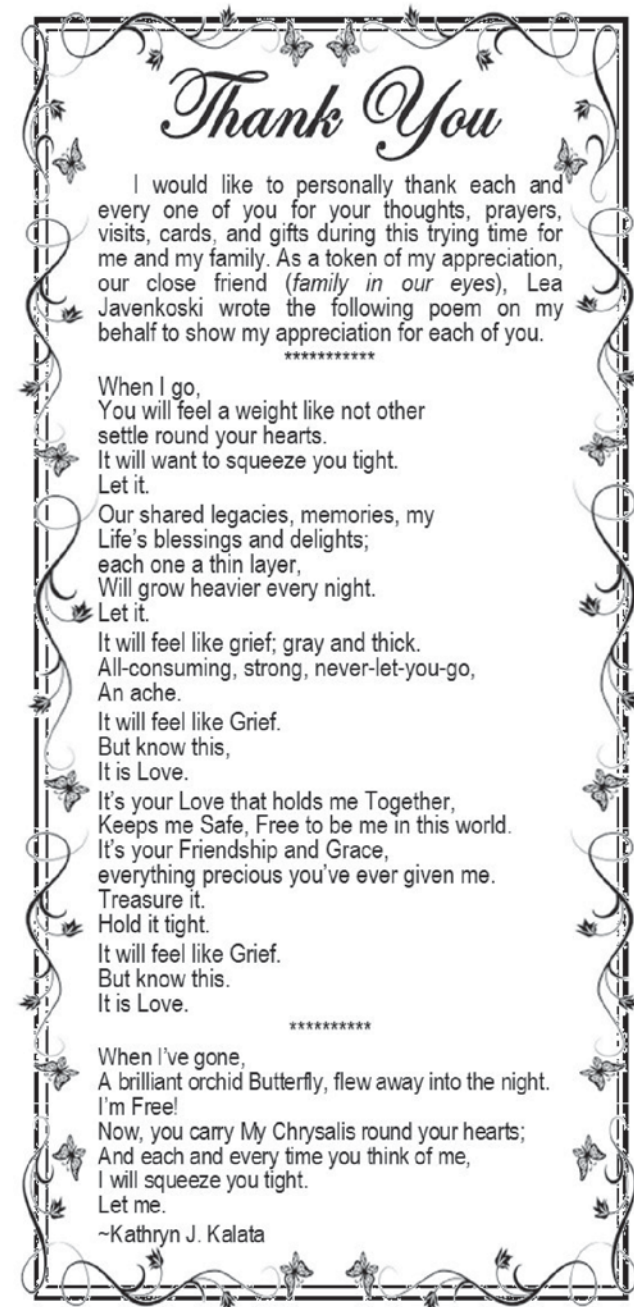 Thank You
I would like to personally thank each and
every one of you for your thoughts, prayers,
visits, cards, and gifts during this trying time for
me and my family. As a token of my appreciation,
our close friend (family in our eyes), Lea
Javenkoski wrote the following poem on my
behalf to show my appreciation for each of you.
***********
When I go,
You will feel a weight like not other
settle round your hearts.
It will want to squeeze you tight.
Let it.
Our shared legacies, memories, my
Life's blessings and delights;
each one a thin layer,
Will grow heavier every night.
Let it.
It will feel like grief; gray and thick.
All-consuming, strong, never-let-you-go,
An ache.
It will feel like Grief.
But know this,
It is Love.
It's your Love that holds me Together,
Keeps me Safe, Free to be me in this world.
It's your Friendship and Grace,
everything precious you've ever given me.
Treasure it.
Hold it tight.
It will feel like Grief.
But know this.
It is Love.
**********
When I've gone,
A brilliant orchid Butterfly, flew away into the night.
I'm Free!
Now, you carry My Chrysalis round your hearts;
And each and every time you think of me,
I will squeeze you tight.
Let me.
~Kathryn J. Kalata